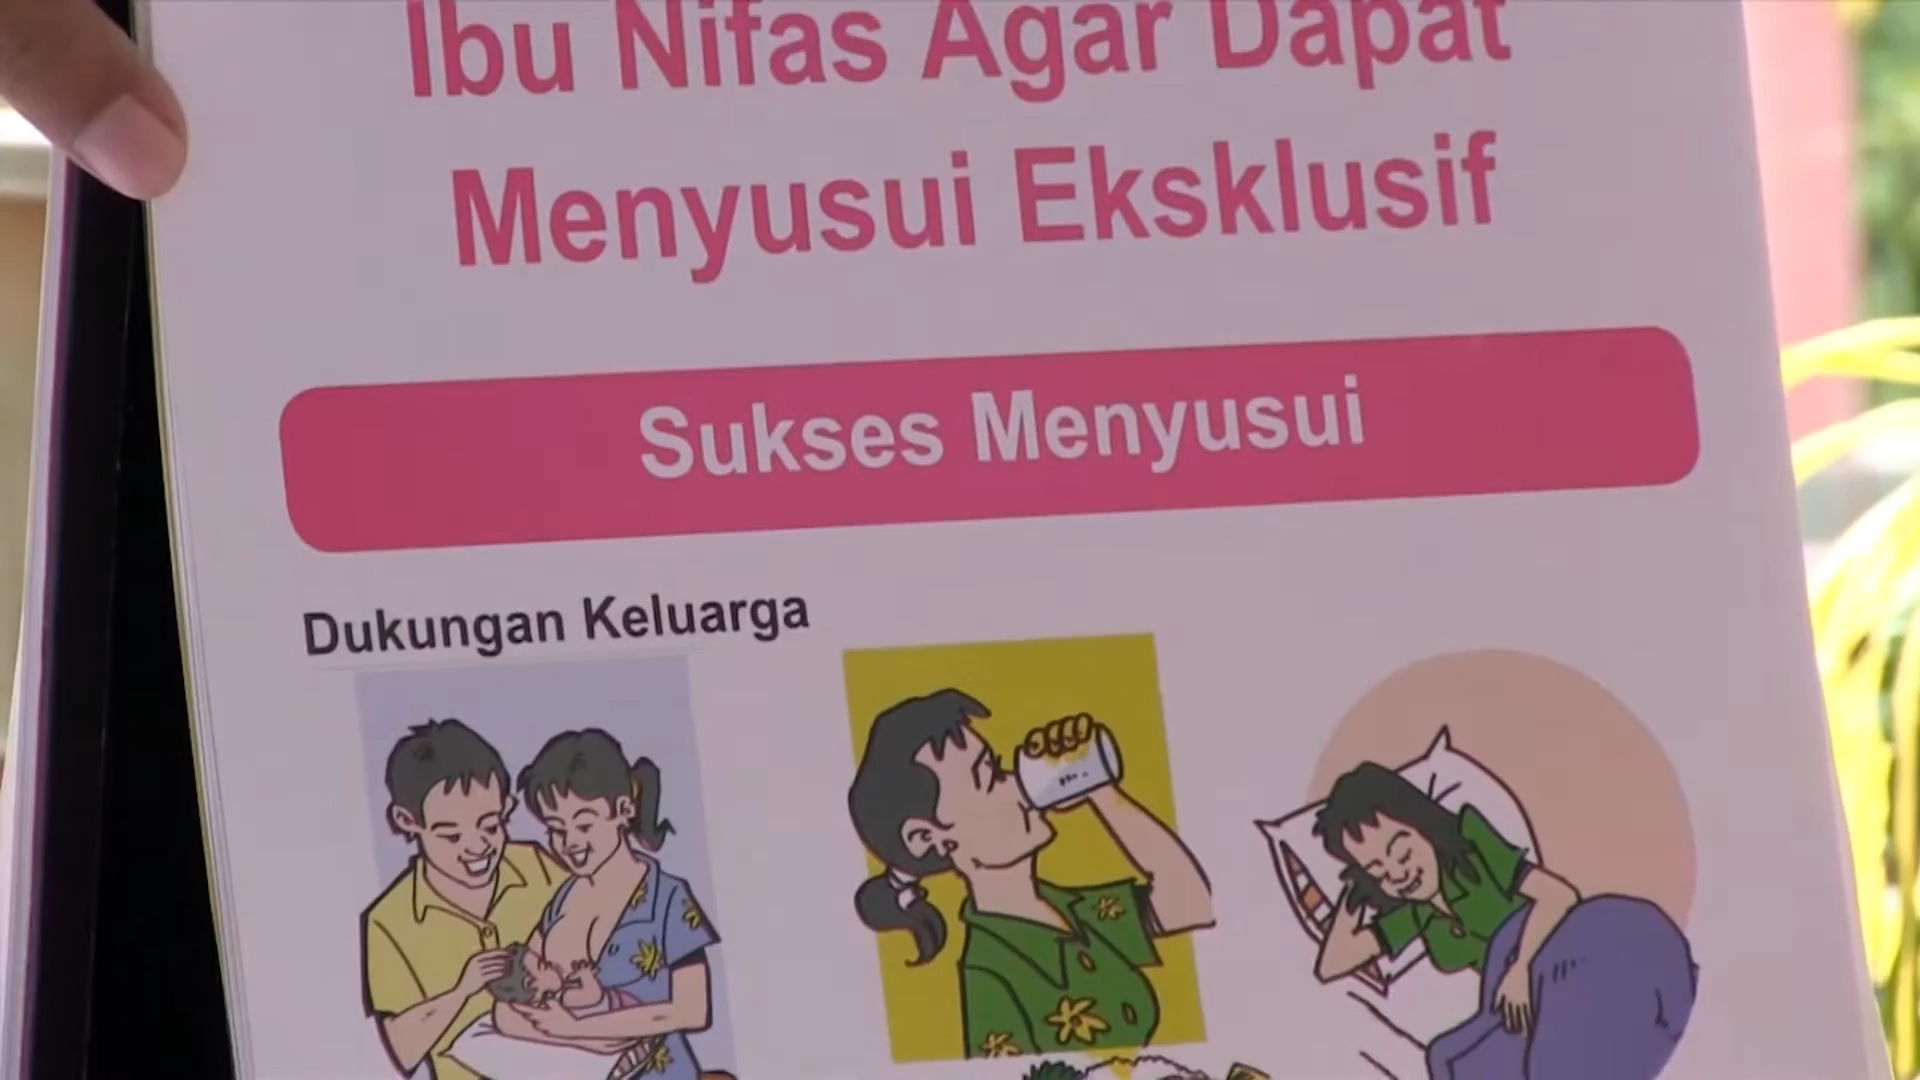 Ibu Nifas Agar Dapat
Menyusui Eksklusif
Sukses Menyusui
Dukungan Keluarga